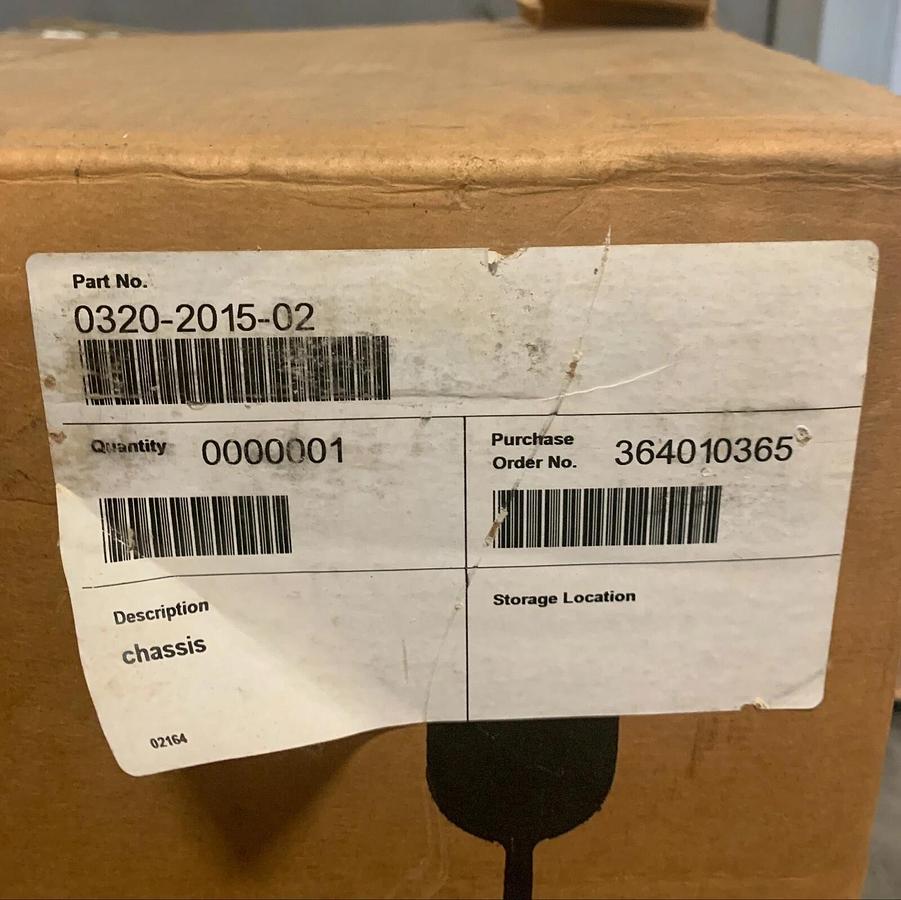 Part No.
0320-2015-02
Quantity 0000001
Purchase
Order No. 364010365
Description
chassis
02164
Storage Location